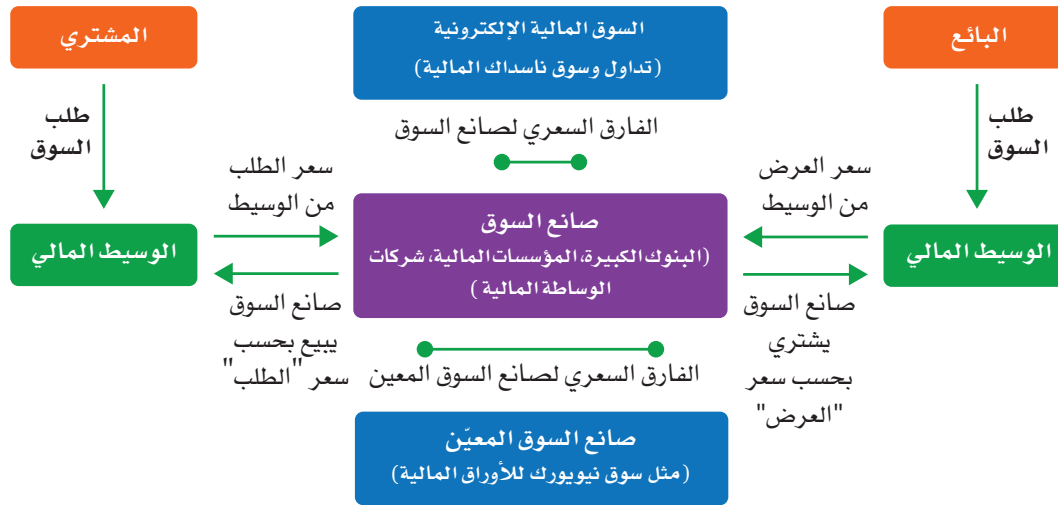 البائع
السوق المالية الإلكترونية
(تداول وسوق ناسداك المالية)
المشتري
طلب
السوق
الفارق السعري لصانع السوق
طلب
السوق
سعر العرض
من الوسيط
سعر الطلب
من الوسيط
الوسيط المالي
صانع السوق
(البنوك الكبيرة، المؤسسات المالية، شركات
الوساطة المالية )
الوسيط المالي
صانع السوق
يشتري
بحسب سعر
"العرض"
صانع السوق
يبيع بحسب
سعر "الطلب"
الفارق السعري لصانع السوق المعين
صانع السوق المعيّن
(مثل سوق نيويورك للأوراق المالية)